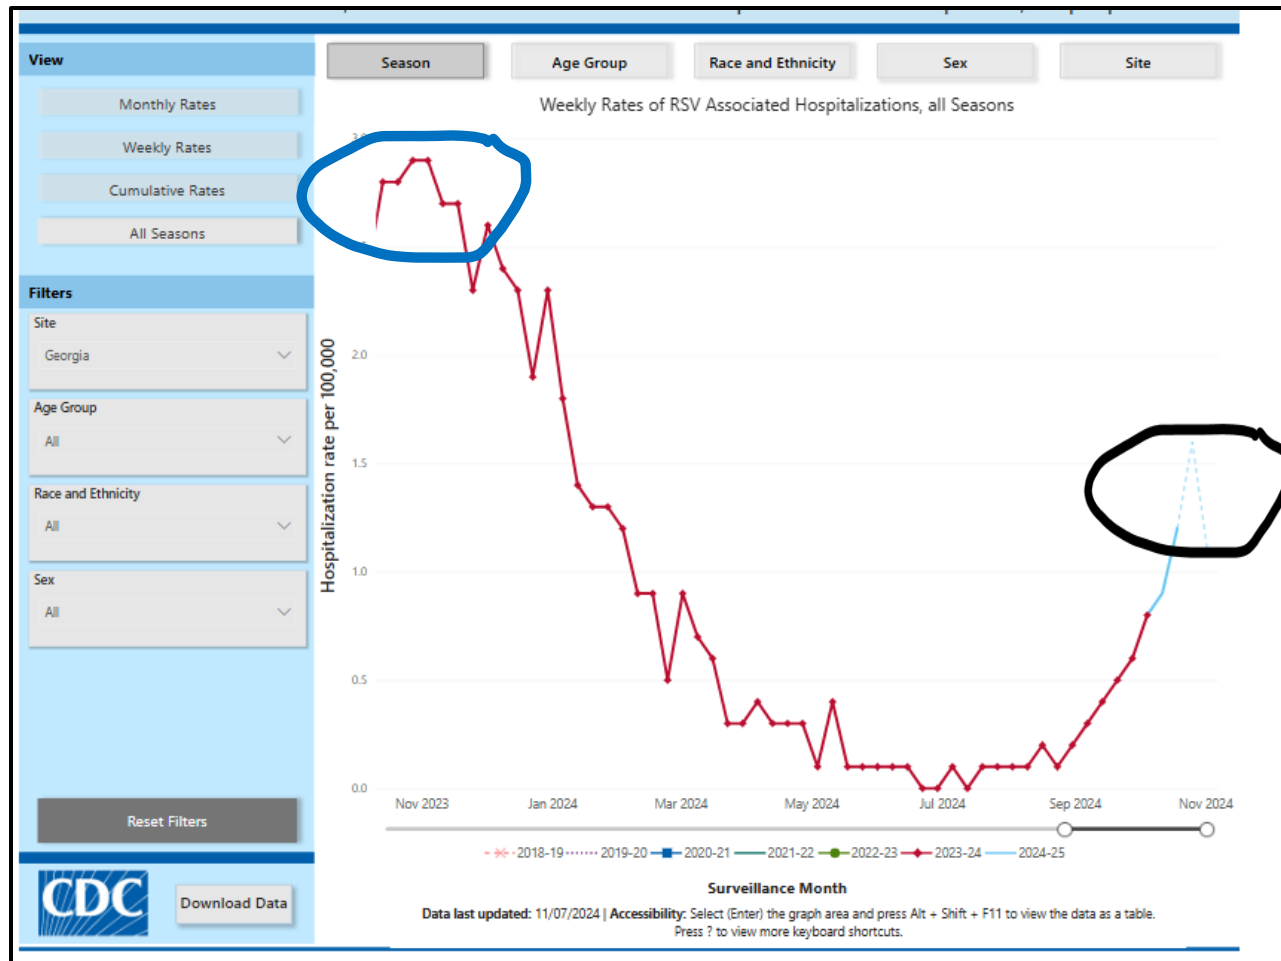 View
Season
Age Group
Race and Ethnicity
Sex
Site
Monthly Rates
Weekly Rates
Cumulative Rates
All Seasons
Weekly Rates of RSV Associated Hospitalizations, all Seasons
Filters
Site
Georgia
Age Group
All
Race and Ethnicity
All
Sex
All
Reset Filters
CDC
Download Data
Hospitalization rate per 100,000
2.0
1.5
1.0
0.5
0.0
Nov 2023 Jan 2024 Mar 2024 May 2024 Jul 2024 Sep 2024 Nov 2024
2018-19 2019-20 2020-21 2021-22 2022-23 2023-24 2024-25
Surveillance Month
Data last updated: 11/07/2024 | Accessibility: Select (Enter) the graph area and press Alt + Shift + F11 to view the data as a table.
Press ? to view more keyboard shortcuts.